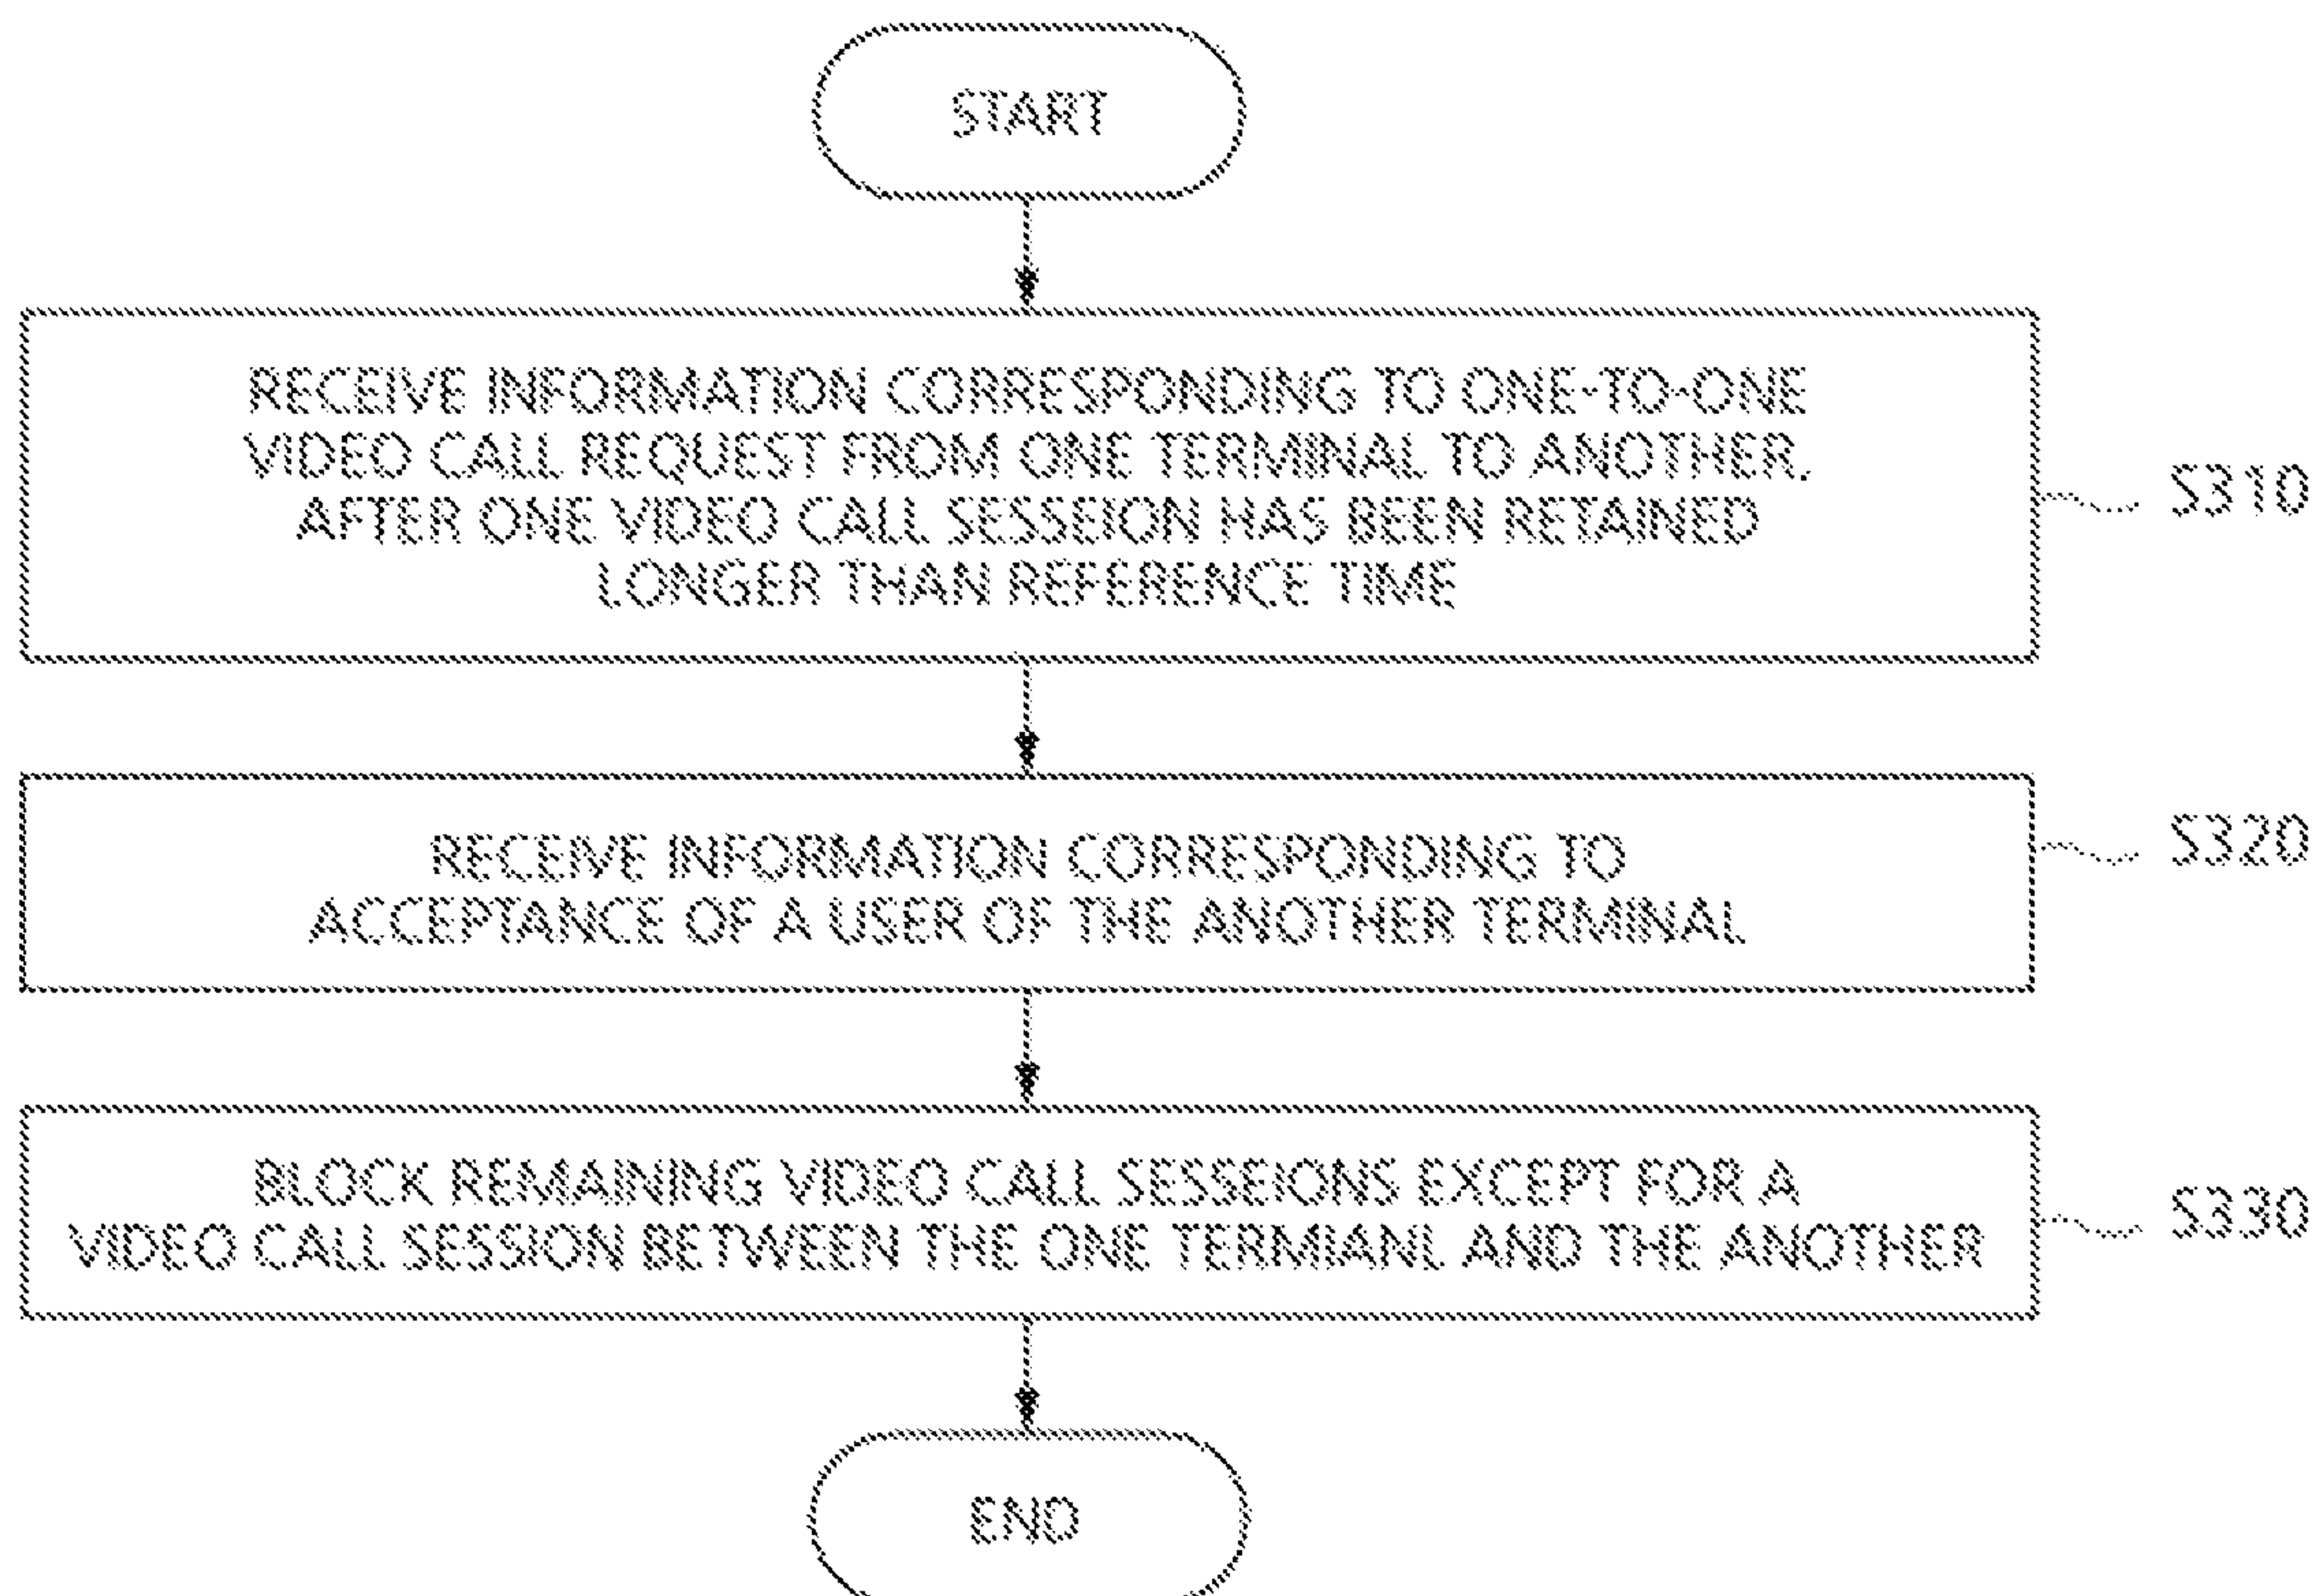 START
RECEIVE INFORMATION CORRESPONDING TO ONE-TO-ONE
VIDEO CALL REQUEST FROM ONE TERMINAL TO ANOTHER.
AFTER ONE VIDEO CALL SESSEION HAS BEEN RETAINED
LONGER THAN REFERENCE TIME
S310
RECEIVE INFORMATION CORRESPONDING TO
ACCEPTANCE OF A USER OF THE ANOTHER TERMINAL
S320
BLOCK REMAINING VIDEO CALL SESSEIONS EXCEPT FOR A
VIDEO CALL SESSION BETWEEN THE ONE TERMIANL AND THE ANOTHER
S330
END